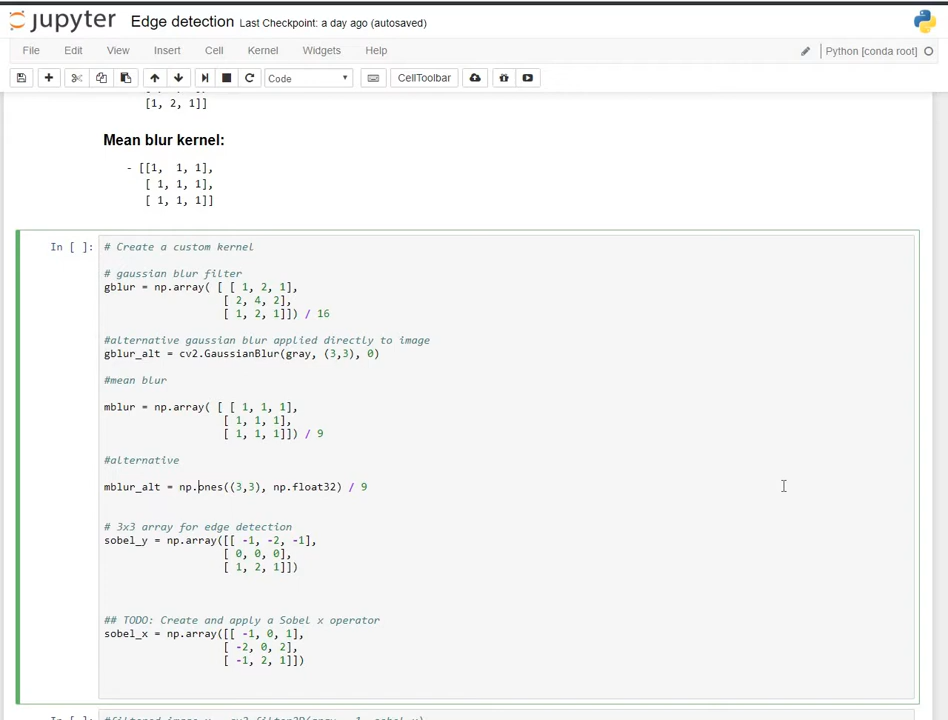 jupyter Edge detection Last Checkpoint: a day ago (autosaved)
File Edit View Insert Cell Kernel Widgets Help Python [conda root]
Code CellToolbar
[1, 2, 1]]
Mean blur kernel:
- [[1, 1, 1],
[ 1, 1, 1],
[ 1, 1, 1]]
In [ ]: # Create a custom kernel
# gaussian blur filter
gblur = np.array( [ [ 1, 2, 1],
[ 2, 4, 2],
[ 1, 2, 1]]) / 16
#alternative gaussian blur applied directly to image
gblur_alt = cv2.GaussianBlur(gray, (3,3), 0)
#mean blur
mblur = np.array( [ [ 1, 1, 1],
[ 1, 1, 1],
[ 1, 1, 1]]) / 9
#alternative
mblur_alt = np.ones((3,3), np.float32) / 9
# 3x3 array for edge detection
sobel_y = np.array([[ -1, -2, -1],
[ 0, 0, 0],
[ 1, 2, 1]])
## TODO: Create and apply a Sobel x operator
sobel_x = np.array([[ -1, 0, 1],
[ -2, 0, 2],
[ -1, 2, 1]])